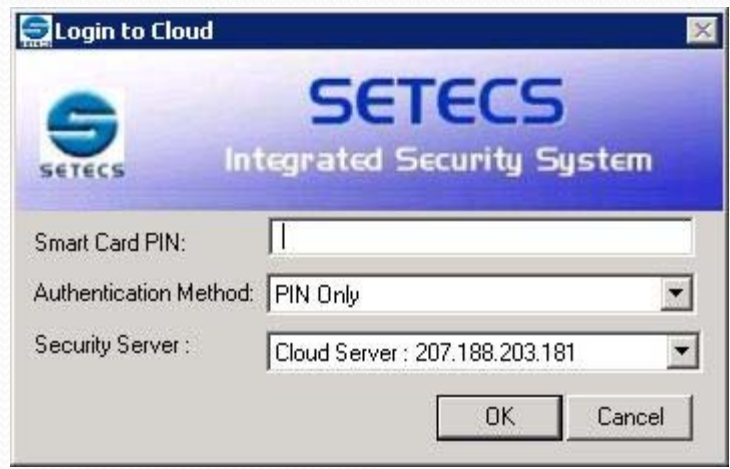 Login to Cloud
SETECS
Integrated Security System
SETECS
Smart Card PIN:
Authentication Method: PIN Only
Security Server : Cloud Server : 207.188.203.181
OK Cancel